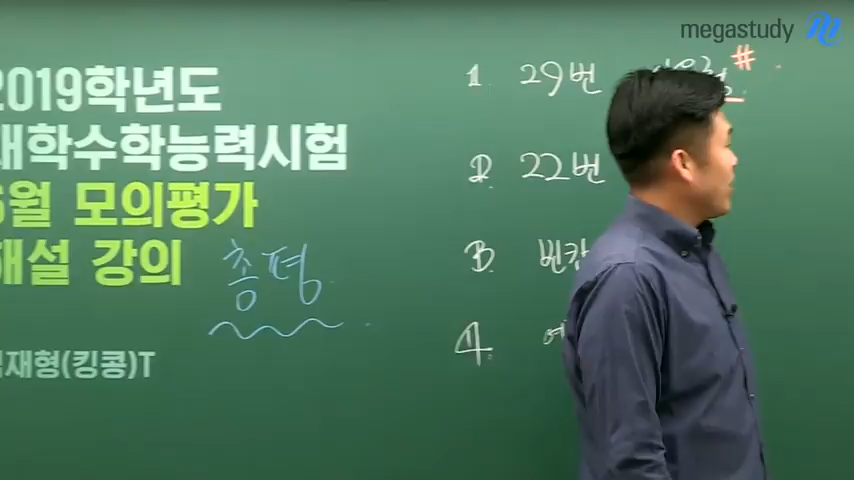 megastudy
2019학년도
대학수학능력시험
6월 모의평가
해설 강의
총평
재형(킹콩)T
1. 29번
2. 22번
3. 빈칸
4.